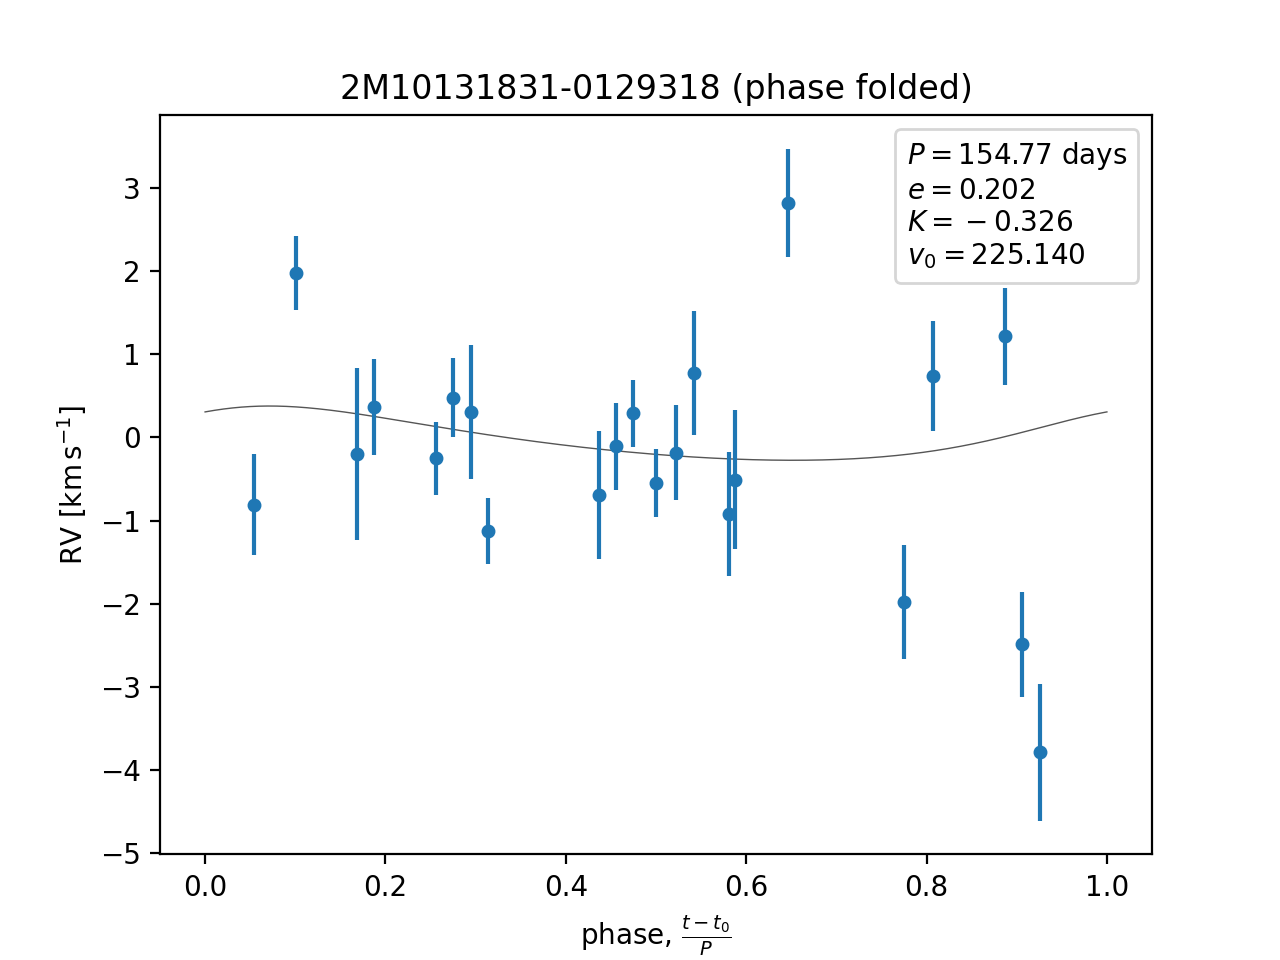 2M10131831-0129318 (phase folded)
P = 154.77 days
e = 0.202
K = −0.326
v₀ = 225.140
3
2
1
0
−1
−2
−3
−4
−5
RV [km s⁻¹]
0.0 0.2 0.4 0.6 0.8 1.0
phase, (t − t₀)/P